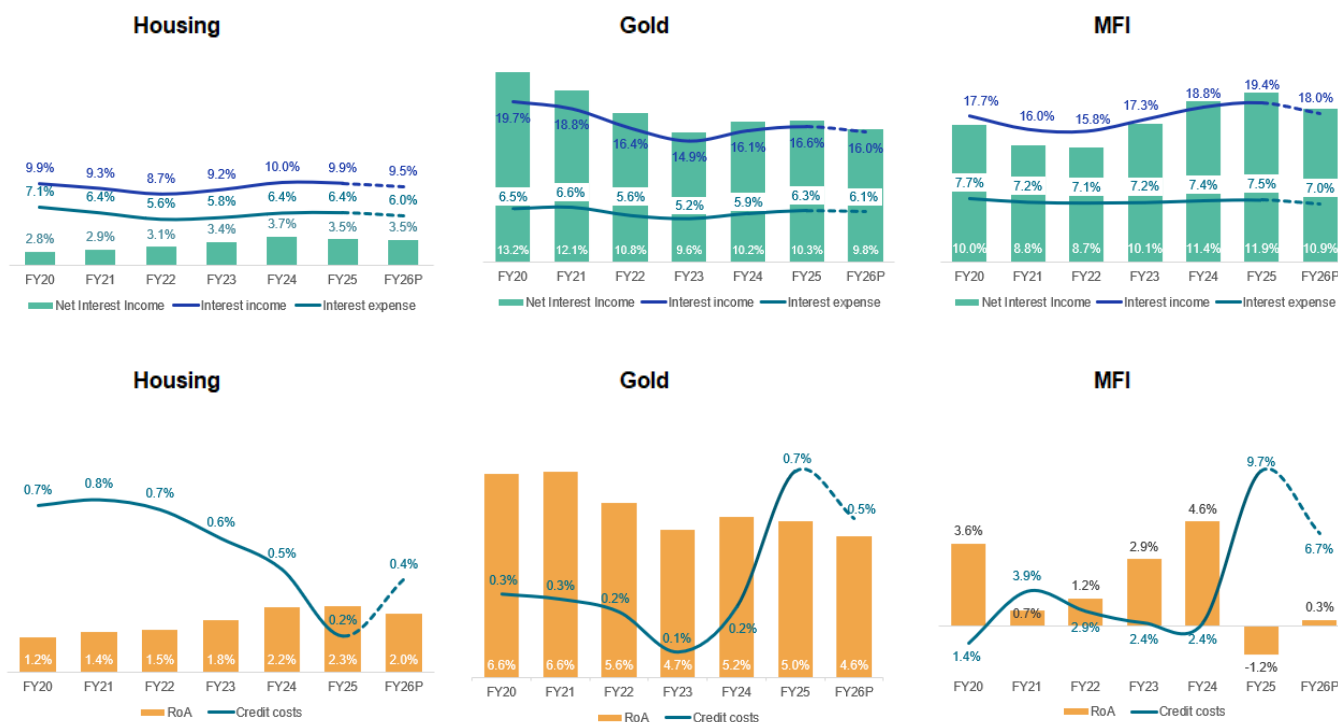 Housing
9.9% 9.3% 8.7% 9.2% 10.0% 9.9% 9.5%
7.1% 6.4% 5.6% 5.8% 6.4% 6.4% 6.0%
2.8% 2.9% 3.1% 3.4% 3.7% 3.5% 3.5%
FY20 FY21 FY22 FY23 FY24 FY25 FY26P
Net Interest Income Interest income Interest expense
Gold
19.7% 18.8% 16.4% 14.9% 16.1% 16.6% 16.0%
6.5% 6.6% 5.6% 5.2% 5.9% 6.3% 6.1%
13.2% 12.1% 10.8% 9.6% 10.2% 10.3% 9.8%
FY20 FY21 FY22 FY23 FY24 FY25 FY26P
Net Interest Income Interest income Interest expense
MFI
17.7% 16.0% 15.8% 17.3% 18.8% 19.4% 18.0%
7.7% 7.2% 7.1% 7.2% 7.4% 7.5% 7.0%
10.0% 8.8% 8.7% 10.1% 11.4% 11.9% 10.9%
FY20 FY21 FY22 FY23 FY24 FY25 FY26P
Net Interest Income Interest income Interest expense
Housing
0.7% 0.8% 0.7% 0.6% 0.5% 0.2% 0.4%
1.2% 1.4% 1.5% 1.8% 2.2% 2.3% 2.0%
FY20 FY21 FY22 FY23 FY24 FY25 FY26P
RoA Credit costs
Gold
0.3% 0.3% 0.2% 0.1% 0.2% 0.7% 0.5%
6.6% 6.6% 5.6% 4.7% 5.2% 5.0% 4.6%
FY20 FY21 FY22 FY23 FY24 FY25 FY26P
RoA Credit costs
MFI
3.6% 0.7% 1.2% 2.9% 4.6% -1.2% 0.3%
1.4% 3.9% 2.9% 2.4% 2.4% 9.7% 6.7%
FY20 FY21 FY22 FY23 FY24 FY25 FY26P
RoA Credit costs